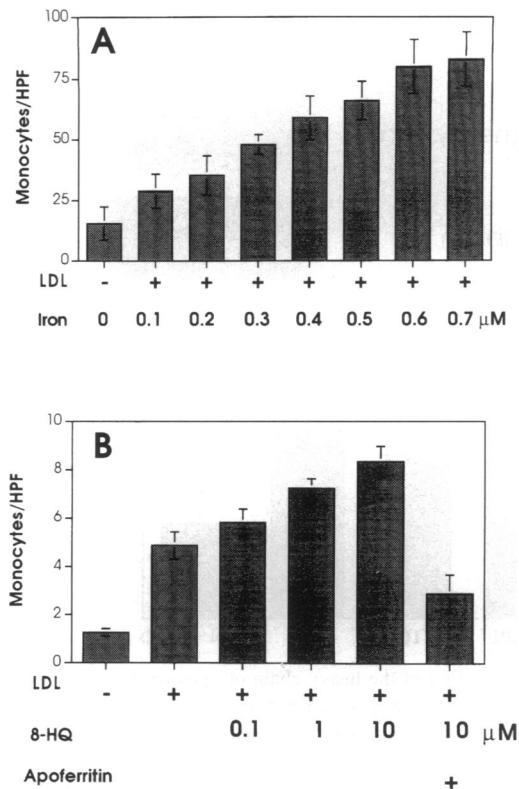 A
Monocytes/HPF
100
75
50
25
0
LDL - + + + + + + +
Iron 0 0.1 0.2 0.3 0.4 0.5 0.6 0.7 μM
B
Monocytes/HPF
10
8
6
4
2
0
LDL - + + + + +
8-HQ 0.1 1 10 10 μM
Apoferritin +